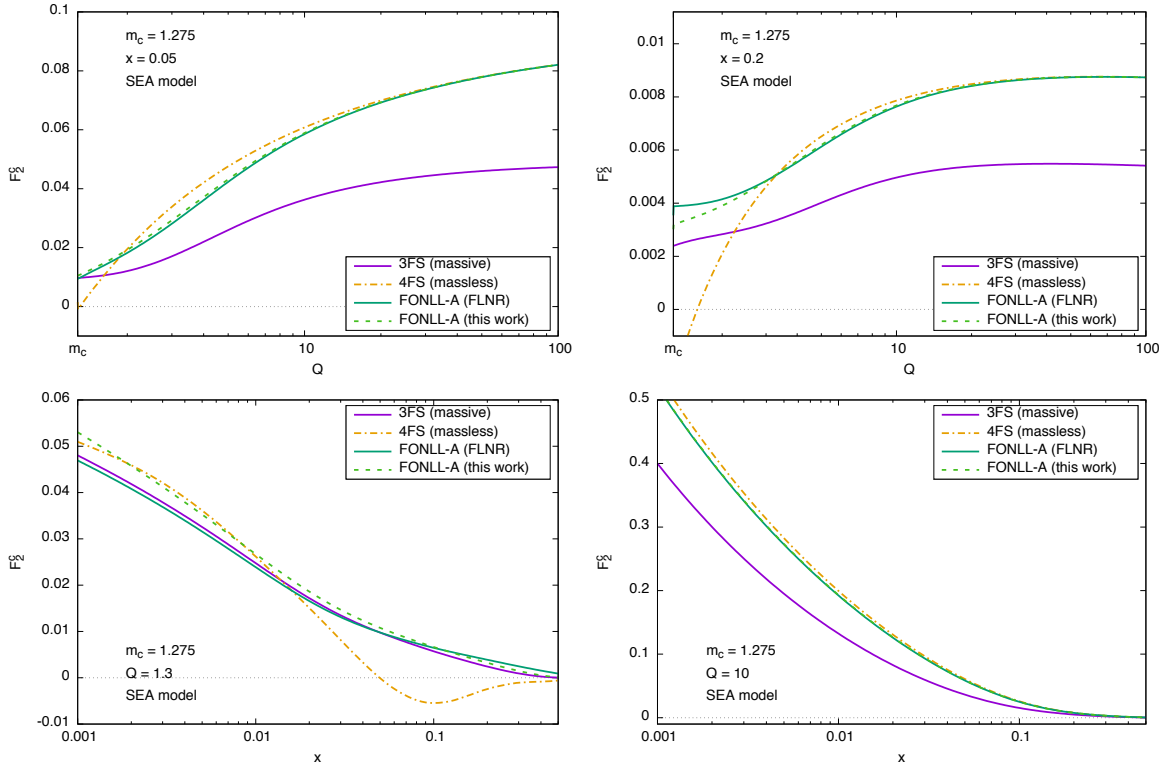 0.1
0.08
0.06
0.04
0.02
0
F₂ᶜ
m_c = 1.275
x = 0.05
SEA model
3FS (massive)
4FS (massless)
FONLL-A (FLNR)
FONLL-A (this work)
m_c 10 100
Q
0.01
0.008
0.006
0.004
0.002
0
F₂ᶜ
m_c = 1.275
x = 0.2
SEA model
3FS (massive)
4FS (massless)
FONLL-A (FLNR)
FONLL-A (this work)
m_c 10 100
Q
0.06
0.05
0.04
0.03
0.02
0.01
0
-0.01
F₂ᶜ
3FS (massive)
4FS (massless)
FONLL-A (FLNR)
FONLL-A (this work)
m_c = 1.275
Q = 1.3
SEA model
0.001 0.01 0.1
x
0.5
0.4
0.3
0.2
0.1
0
F₂ᶜ
3FS (massive)
4FS (massless)
FONLL-A (FLNR)
FONLL-A (this work)
m_c = 1.275
Q = 10
SEA model
0.001 0.01 0.1
x